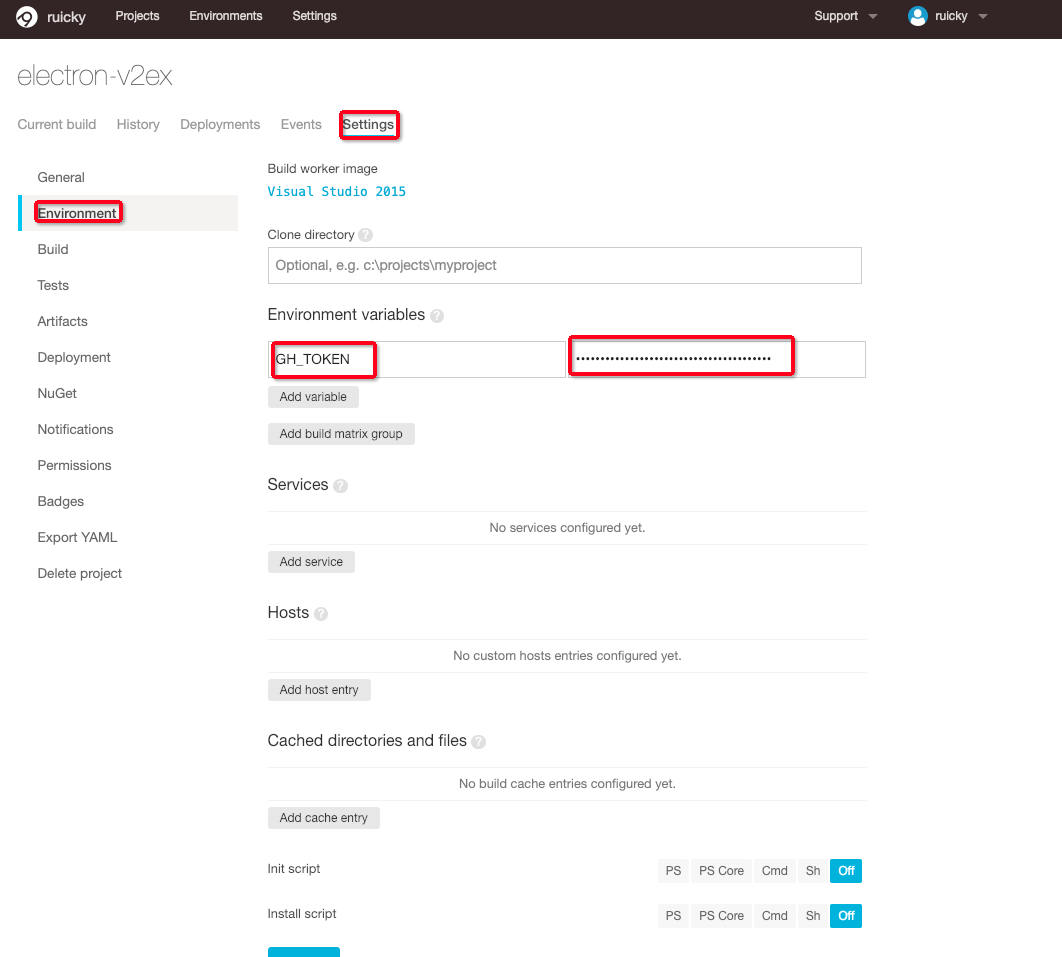 ruicky Projects Environments Settings Support ruicky
electron-v2ex
Current build History Deployments Events Settings
General
Environment
Build
Tests
Artifacts
Deployment
NuGet
Notifications
Permissions
Badges
Export YAML
Delete project
Build worker image
Visual Studio 2015
Clone directory ?
Optional, e.g. c:\projects\myproject
Environment variables ?
GH_TOKEN ••••••••••••••••••••••••••••••••••••••••
Add variable
Add build matrix group
Services ?
No services configured yet.
Add service
Hosts ?
No custom hosts entries configured yet.
Add host entry
Cached directories and files ?
No build cache entries configured yet.
Add cache entry
Init script PS PS Core Cmd Sh Off
Install script PS PS Core Cmd Sh Off